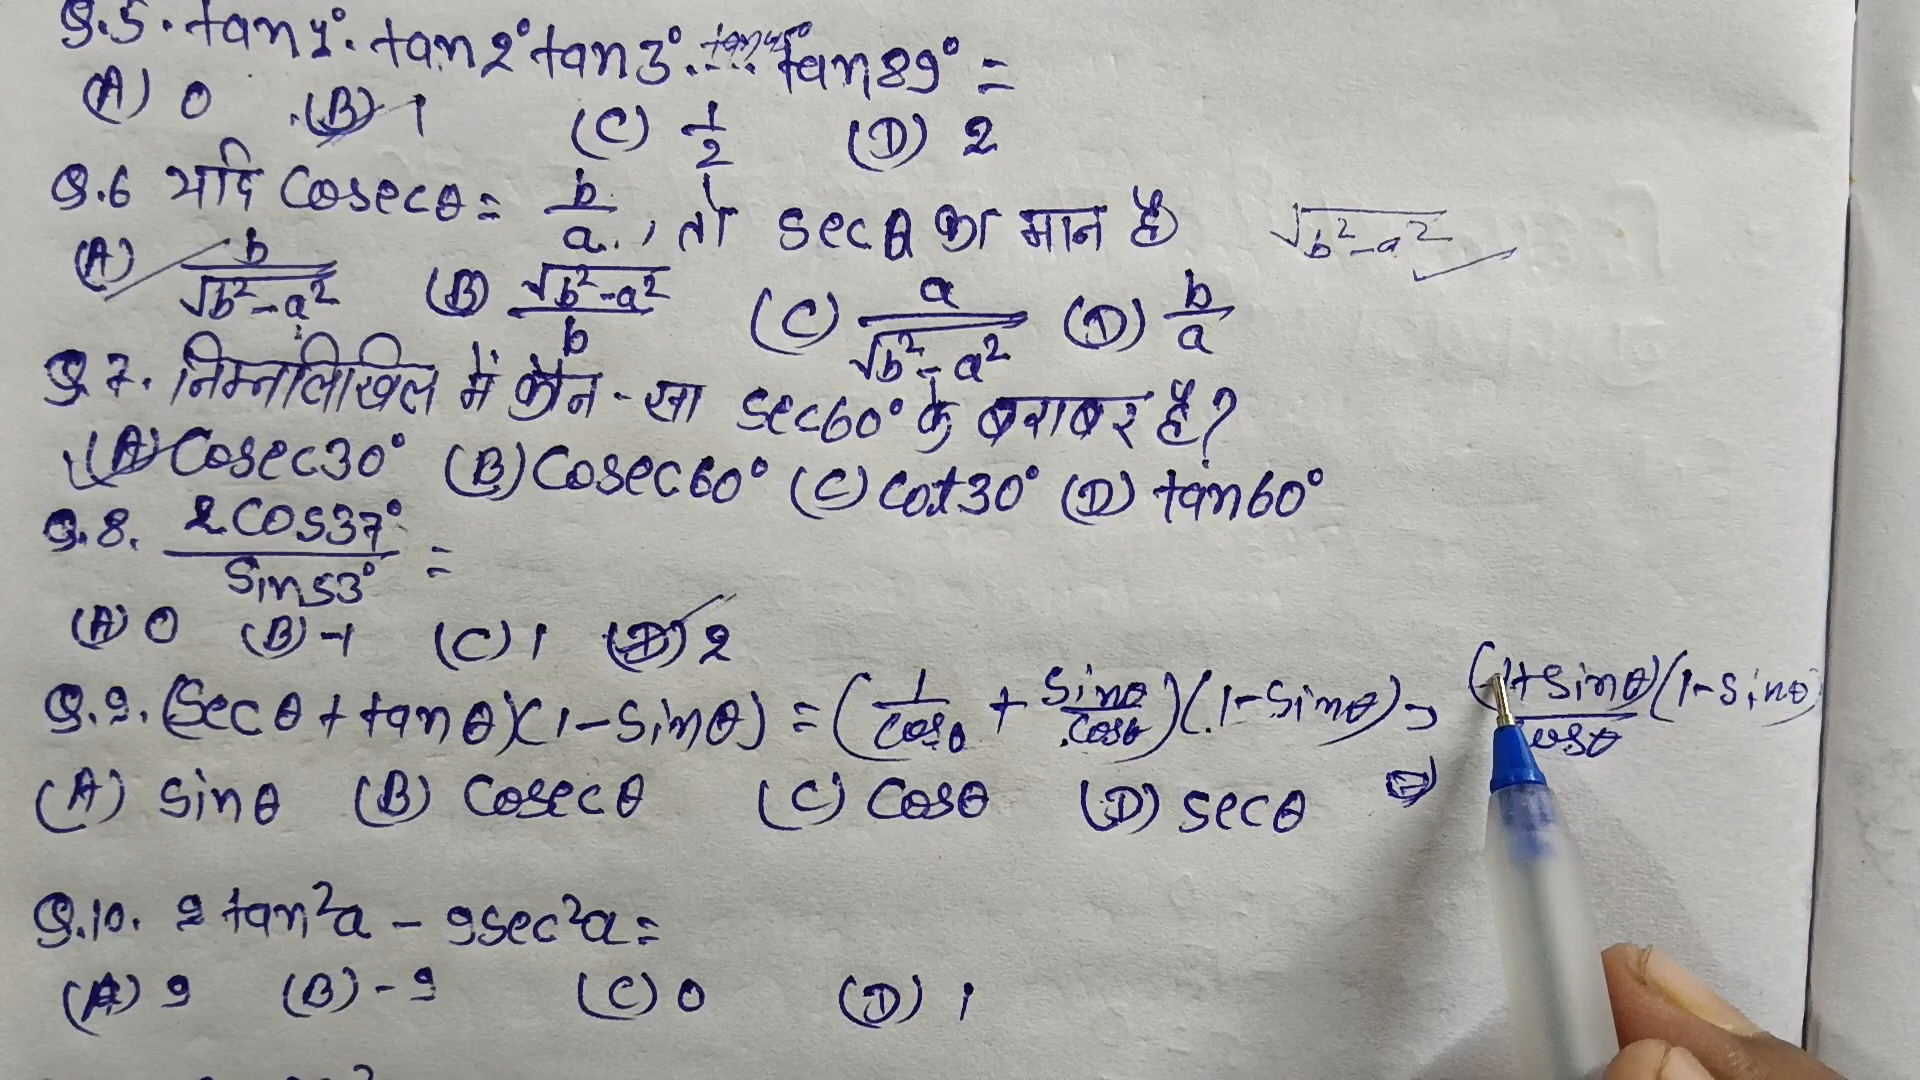 Q.5. tan1°. tan2° tan3°. tan45° .... tan89° =
(A) 0 (B) 1 (C) 1/2 (D) 2
Q.6 यदि Cosecθ = b/a, तो secθ का मान है √b²-a²
(A) b/√b²-a² (B) √b²-a²/b (C) a/√b²-a² (D) b/a
Q.7. निम्नलिखित में कौन-सा sec60° के बराबर है?
(A) Cosec30° (B) Cosec60° (C) cot30° (D) tan60°
Q.8. 2cos37°/sin53° =
(A) 0 (B) -1 (C) 1 (D) 2
Q.9. (secθ + tanθ)(1-sinθ) = (1/cosθ + sinθ/cosθ)(1-sinθ) = (1+sinθ)(1-sinθ)/cosθ
(A) sinθ (B) cosecθ (C) cosθ (D) secθ
Q.10. 9tan²a - 9sec²a =
(A) 9 (B) -9 (C) 0 (D) 1